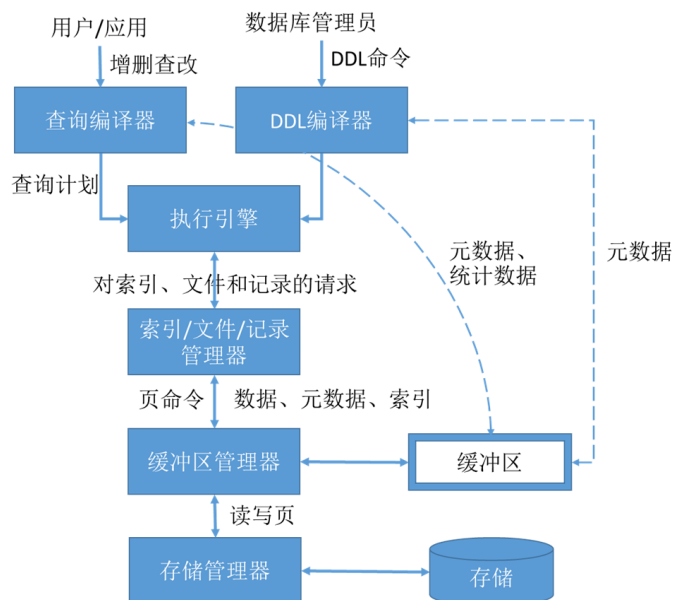 用户/应用
数据库管理员
增删查改
DDL命令
查询编译器
DDL编译器
查询计划
执行引擎
元数据、
统计数据
元数据
对索引、文件和记录的请求
索引/文件/记录
管理器
页命令
数据、元数据、索引
缓冲区管理器
缓冲区
读写页
存储管理器
存储